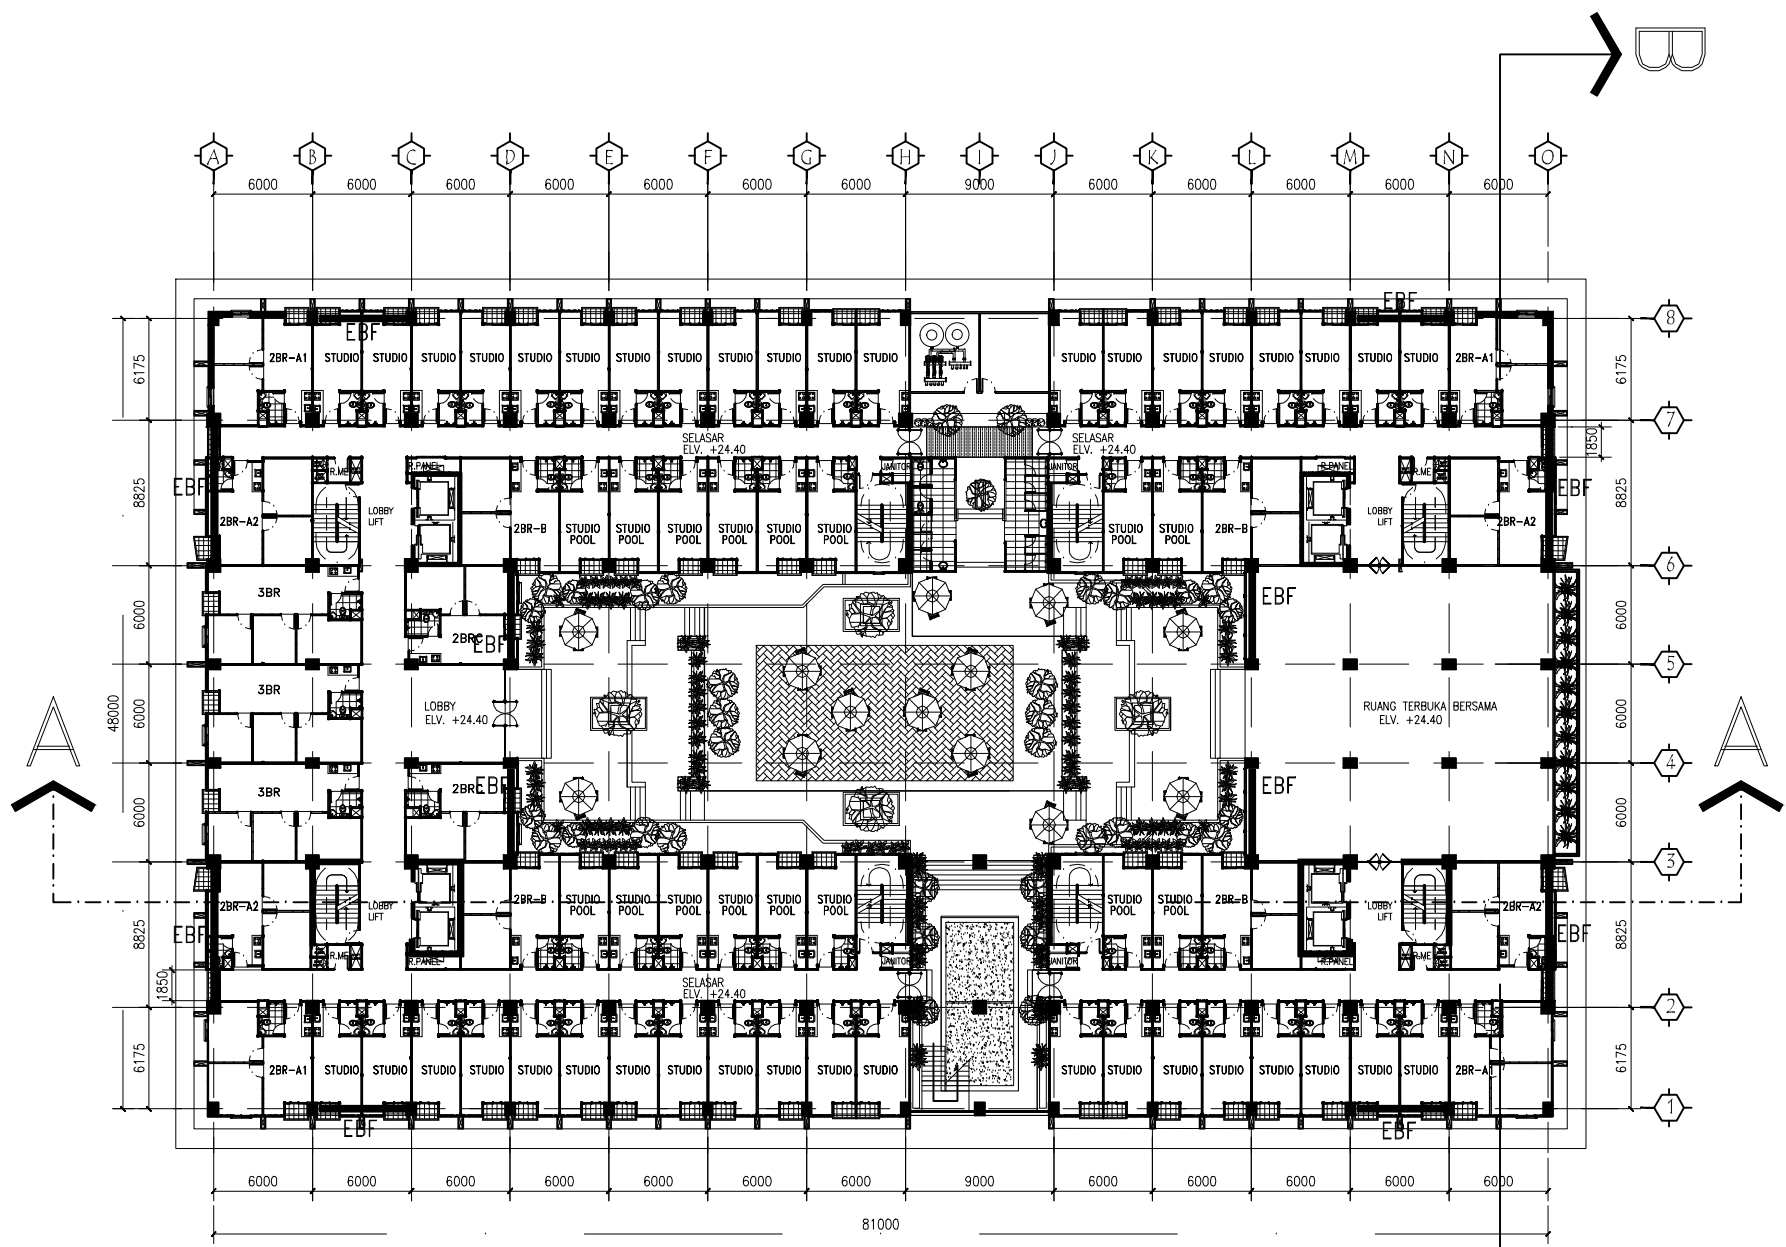 B
A B C D E F G H I J K L M N O
6000 6000 6000 6000 6000 6000 6000 9000 6000 6000 6000 6000 6000
EBF EBF
8
2BR-A1 STUDIO STUDIO STUDIO STUDIO STUDIO STUDIO STUDIO STUDIO STUDIO STUDIO STUDIO STUDIO STUDIO STUDIO STUDIO STUDIO STUDIO STUDIO STUDIO STUDIO 2BR-A1
6175 6175
7
SELASAR SELASAR
ELV. +24.40 ELV. +24.40
1850
R.ME R.PANEL JANITOR JANITOR R.PANEL R.ME
EBF 8825 8825 EBF
LOBBY LOBBY
LIFT LIFT
2BR-A2 2BR-B STUDIO STUDIO STUDIO STUDIO STUDIO STUDIO STUDIO STUDIO STUDIO 2BR-B 2BR-A2
POOL POOL POOL POOL POOL POOL POOL POOL
6
3BR EBF
6000 6000
2BRC EBF
5
3BR
A 48000 6000 6000 A
LOBBY RUANG TERBUKA BERSAMA
ELV. +24.40 ELV. +24.40
4
3BR 2BRC EBF EBF
6000 6000
3
2BR-A2 2BR-B STUDIO STUDIO STUDIO STUDIO STUDIO STUDIO STUDIO STUDIO 2BR-B 2BR-A2
POOL POOL POOL POOL POOL POOL POOL POOL
LOBBY LOBBY
LIFT LIFT
EBF 8825 8825 EBF
R.ME R.PANEL JANITOR JANITOR R.PANEL R.ME
1850
SELASAR
ELV. +24.40
2
6175 6175
2BR-A1 STUDIO STUDIO STUDIO STUDIO STUDIO STUDIO STUDIO STUDIO STUDIO STUDIO STUDIO STUDIO STUDIO STUDIO STUDIO STUDIO STUDIO STUDIO STUDIO STUDIO 2BR-A1
1
EBF EBF
6000 6000 6000 6000 6000 6000 6000 9000 6000 6000 6000 6000 6000
81000